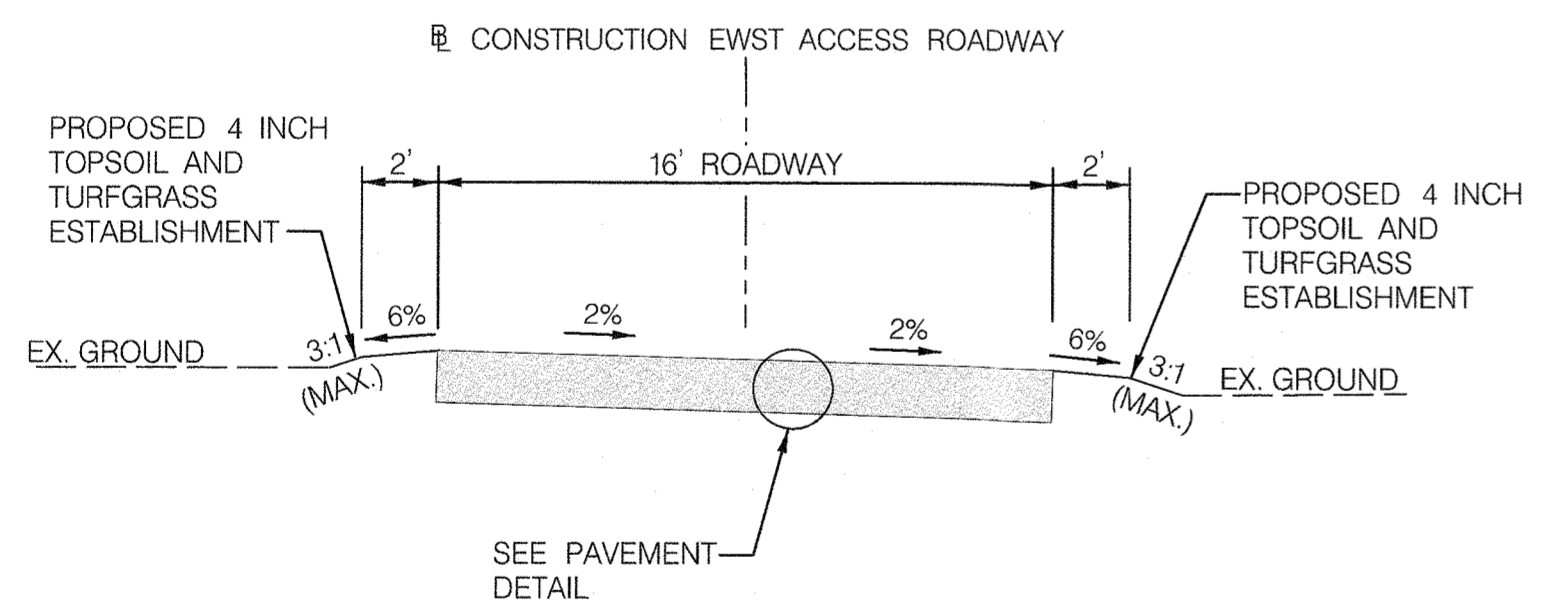 ℄ CONSTRUCTION EWST ACCESS ROADWAY
PROPOSED 4 INCH
TOPSOIL AND
TURFGRASS
ESTABLISHMENT
2'
16' ROADWAY
2'
PROPOSED 4 INCH
TOPSOIL AND
TURFGRASS
ESTABLISHMENT
6%
2%
2%
6%
EX. GROUND
3:1
(MAX.)
3:1
(MAX.)
EX. GROUND
SEE PAVEMENT
DETAIL